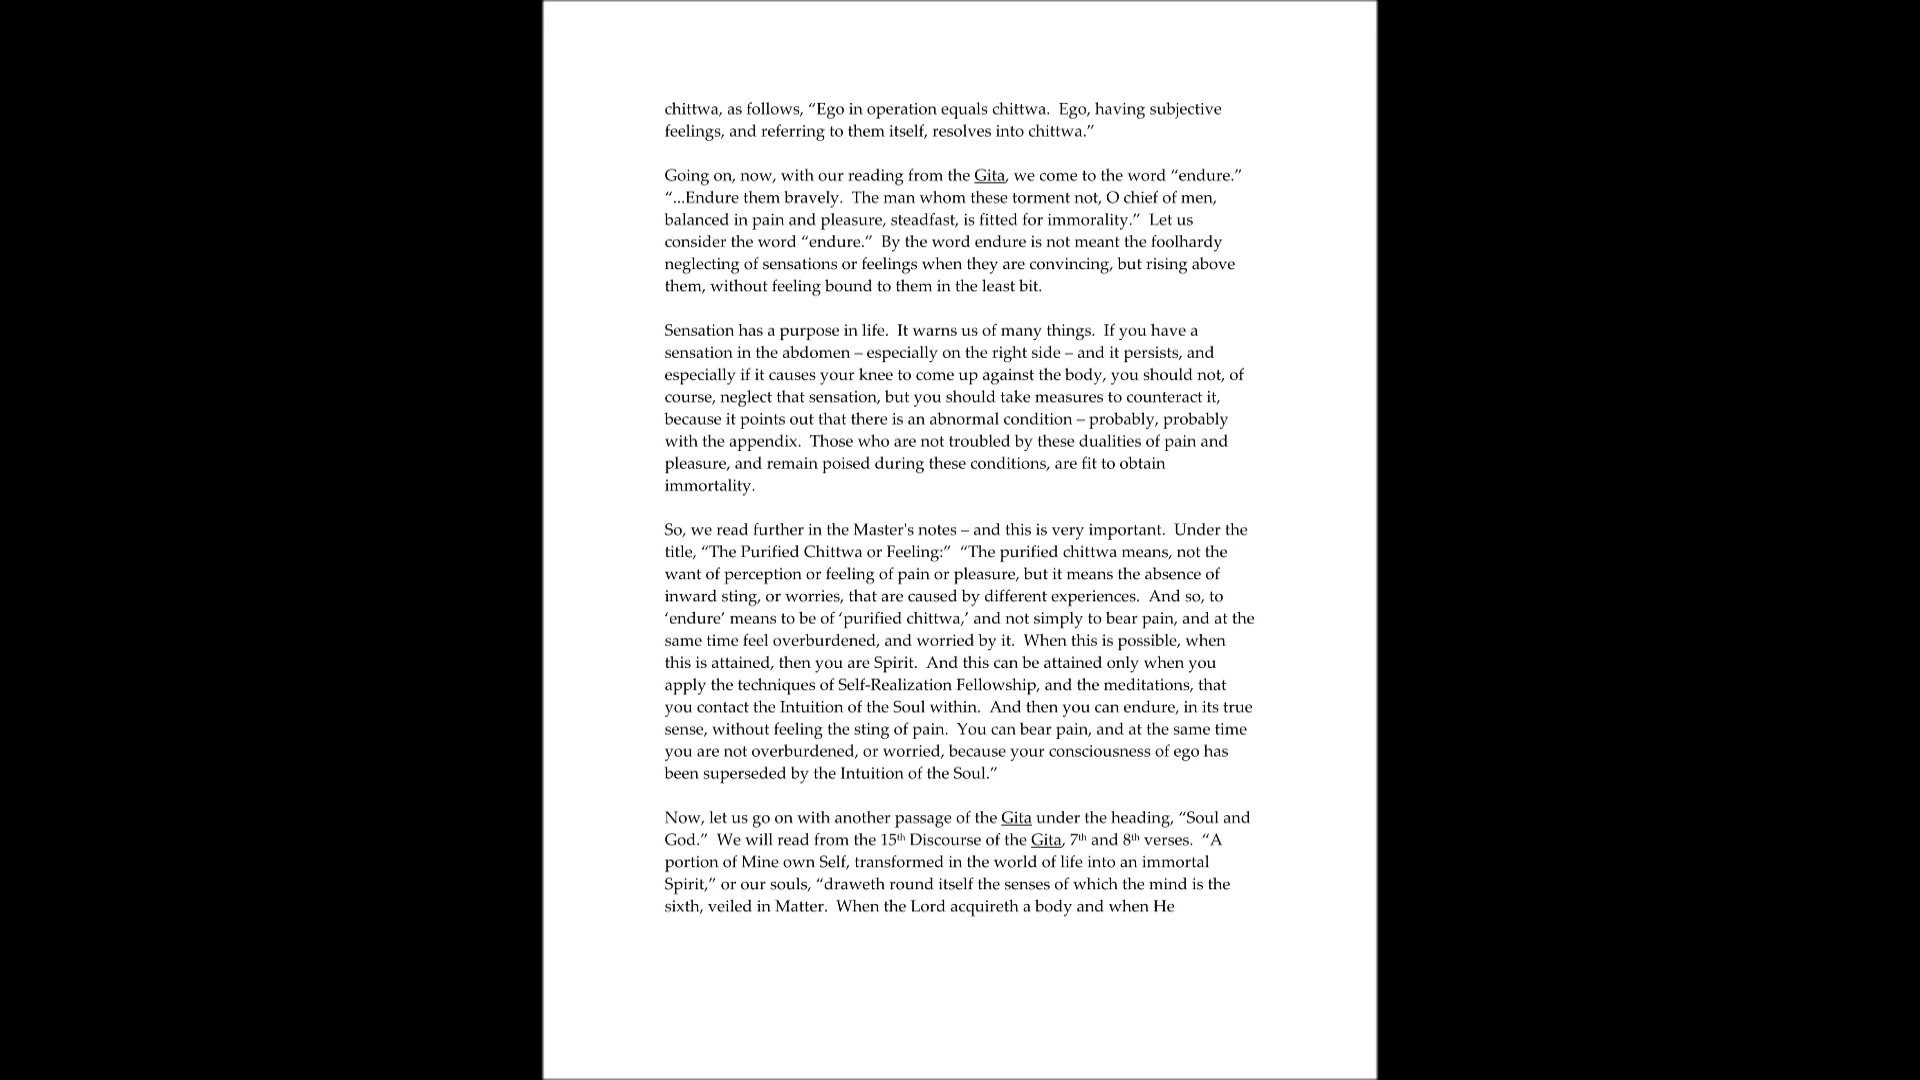 chittwa, as follows, “Ego in operation equals chittwa.  Ego, having subjective
feelings, and referring to them itself, resolves into chittwa.”
Going on, now, with our reading from the Gita, we come to the word “endure.”
“...Endure them bravely.  The man whom these torment not, O chief of men,
balanced in pain and pleasure, steadfast, is fitted for immorality.”  Let us
consider the word “endure.”  By the word endure is not meant the foolhardy
neglecting of sensations or feelings when they are convincing, but rising above
them, without feeling bound to them in the least bit.
Sensation has a purpose in life.  It warns us of many things.  If you have a
sensation in the abdomen – especially on the right side – and it persists, and
especially if it causes your knee to come up against the body, you should not, of
course, neglect that sensation, but you should take measures to counteract it,
because it points out that there is an abnormal condition – probably, probably
with the appendix.  Those who are not troubled by these dualities of pain and
pleasure, and remain poised during these conditions, are fit to obtain
immortality.
So, we read further in the Master's notes – and this is very important.  Under the
title, “The Purified Chittwa or Feeling:”  “The purified chittwa means, not the
want of perception or feeling of pain or pleasure, but it means the absence of
inward sting, or worries, that are caused by different experiences.  And so, to
‘endure’ means to be of ‘purified chittwa,’ and not simply to bear pain, and at the
same time feel overburdened, and worried by it.  When this is possible, when
this is attained, then you are Spirit.  And this can be attained only when you
apply the techniques of Self-Realization Fellowship, and the meditations, that
you contact the Intuition of the Soul within.  And then you can endure, in its true
sense, without feeling the sting of pain.  You can bear pain, and at the same time
you are not overburdened, or worried, because your consciousness of ego has
been superseded by the Intuition of the Soul.”
Now, let us go on with another passage of the Gita under the heading, “Soul and
God.”  We will read from the 15th Discourse of the Gita, 7th and 8th verses.  “A
portion of Mine own Self, transformed in the world of life into an immortal
Spirit,” or our souls, “draweth round itself the senses of which the mind is the
sixth, veiled in Matter.  When the Lord acquireth a body and when He